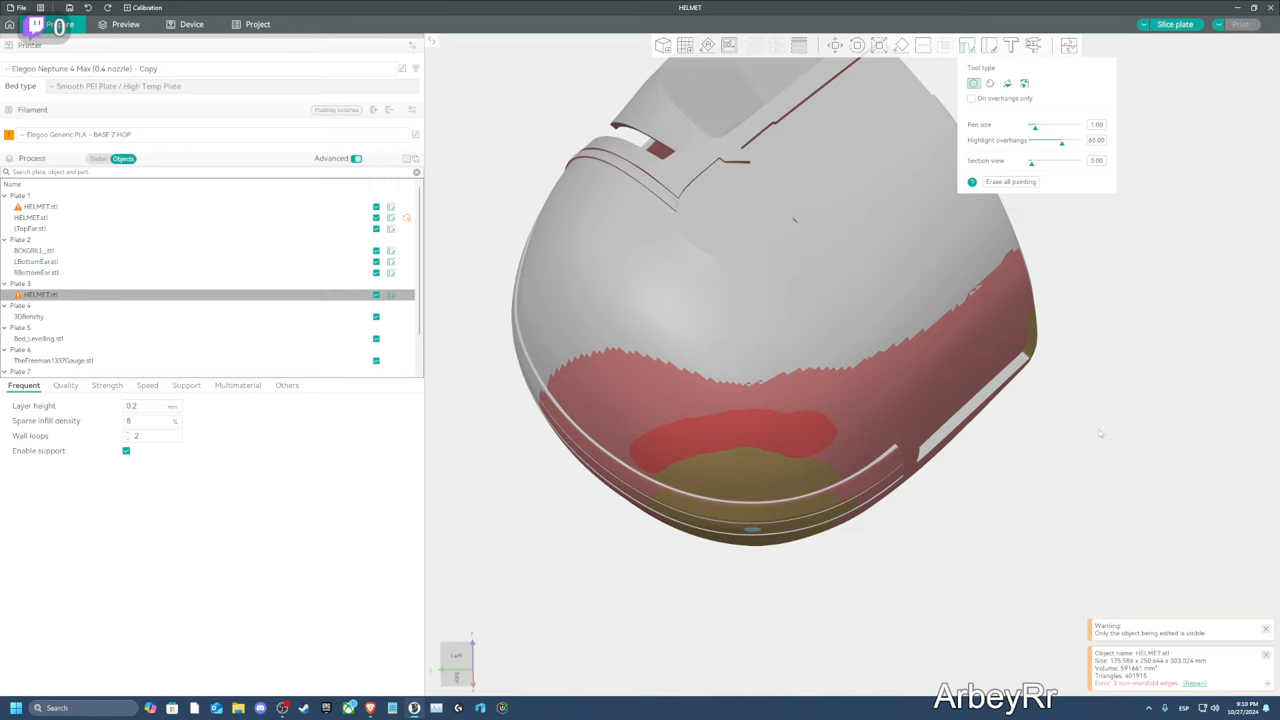 File
Calibration
HELMET
0
Preview
Device
Project
Slice plate
Print
Printer
Elegoo Neptune 4 Max (0.4 nozzle) - Copy
Bed type
Smooth PEI Plate / High Temp Plate
Filament
Flushing volumes
1 Elegoo Generic PLA - BASE Z HOP
Process Global Objects Advanced
Search plate, object and part.
Name
Plate 1
HELMET.stl
HELMET.stl
LTopEar.stl
Plate 2
BCKGRILL_.stl
LBottomEar.stl
RBottomEar.stl
Plate 3
HELMET.stl
Plate 4
3DBenchy
Plate 5
Bed_Levelling.stl
Plate 6
TheFreeman1337Gauge.stl
Plate 7
Frequent Quality Strength Speed Support Multimaterial Others
Layer height 0.2 mm
Sparse infill density 8 %
Wall loops 2
Enable support
Tool type
On overhangs only
Pen size 1.00
Highlight overhangs 60.00
Section view 0.00
Erase all painting
Left
Warning:
Only the object being edited is visible.
Object name: HELMET.stl
Size: 175.586 x 250.644 x 303.024 mm
Volume: 591661 mm³
Triangles: 401915
Error: 3 non-manifold edges. (Repair)
ArbeyRr
Search
ESP
9:10 PM
10/27/2024